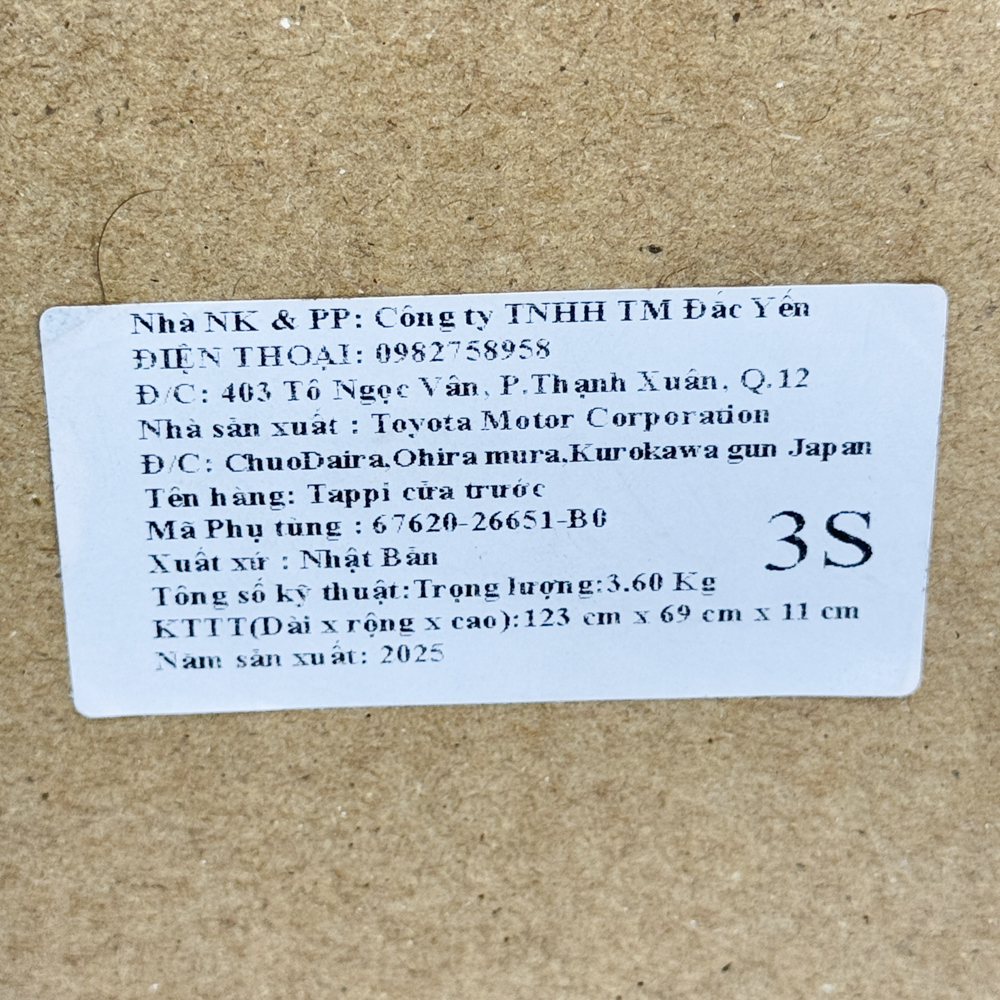 Nhà NK & PP: Công ty TNHH TM Đắc Yến
ĐIỆN THOẠI: 0982758958
Đ/C: 403 Tô Ngọc Vân, P.Thạnh Xuân, Q.12
Nhà sản xuất : Toyota Motor Corporation
Đ/C: ChuoDaira,Ohira mura,Kurokawa gun Japan
Tên hàng: Tappi cửa trước
Mã Phụ tùng : 67620-26651-B0
3S
Xuất xứ : Nhật Bản
Tông số kỹ thuật:Trọng lượng:3.60 Kg
KTTT(Dài x rộng x cao):123 cm x 69 cm x 11 cm
Năm sản xuất: 2025